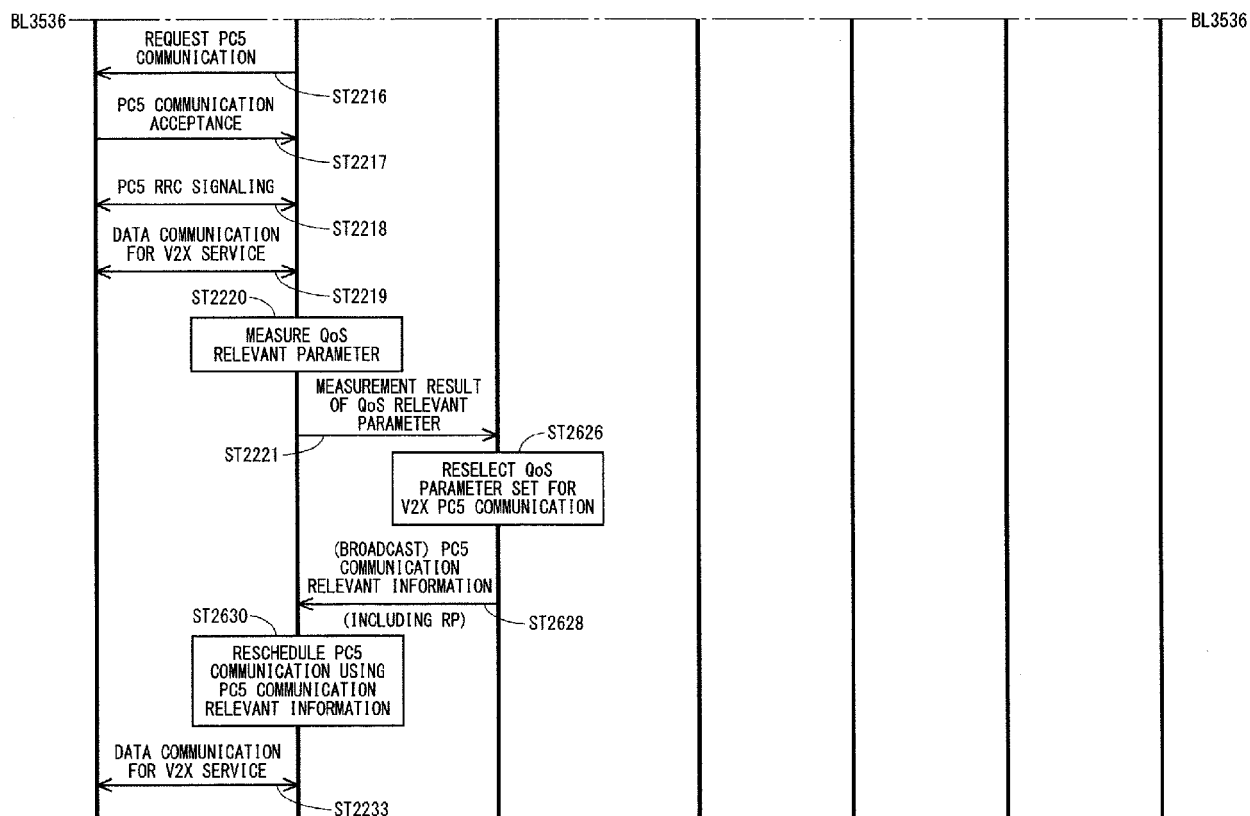 BL3536
BL3536
REQUEST PC5
COMMUNICATION
ST2216
PC5 COMMUNICATION
ACCEPTANCE
ST2217
PC5 RRC SIGNALING
ST2218
DATA COMMUNICATION
FOR V2X SERVICE
ST2219
ST2220
MEASURE QoS
RELEVANT PARAMETER
MEASUREMENT RESULT
OF QoS RELEVANT
PARAMETER
ST2221
ST2626
RESELECT QoS
PARAMETER SET FOR
V2X PC5 COMMUNICATION
(BROADCAST) PC5
COMMUNICATION
RELEVANT INFORMATION
(INCLUDING RP)
ST2628
ST2630
RESCHEDULE PC5
COMMUNICATION USING
PC5 COMMUNICATION
RELEVANT INFORMATION
DATA COMMUNICATION
FOR V2X SERVICE
ST2233